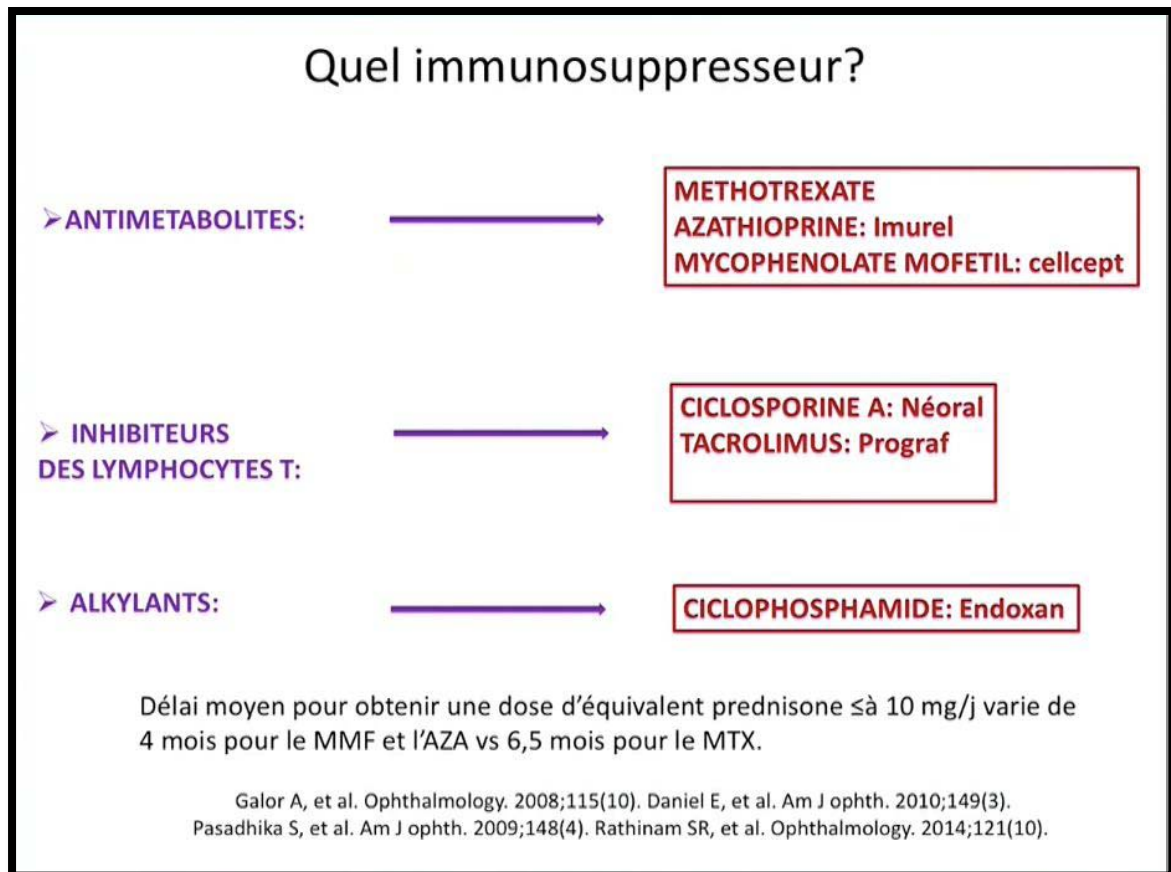 Quel immunosuppresseur?
➢ANTIMETABOLITES:
METHOTREXATE
AZATHIOPRINE: Imurel
MYCOPHENOLATE MOFETIL: cellcept
➢ INHIBITEURS
DES LYMPHOCYTES T:
CICLOSPORINE A: Néoral
TACROLIMUS: Prograf
➢ ALKYLANTS:
CICLOPHOSPHAMIDE: Endoxan
Délai moyen pour obtenir une dose d’équivalent prednisone ≤à 10 mg/j varie de
4 mois pour le MMF et l’AZA vs 6,5 mois pour le MTX.
Galor A, et al. Ophthalmology. 2008;115(10). Daniel E, et al. Am J ophth. 2010;149(3).
Pasadhika S, et al. Am J ophth. 2009;148(4). Rathinam SR, et al. Ophthalmology. 2014;121(10).